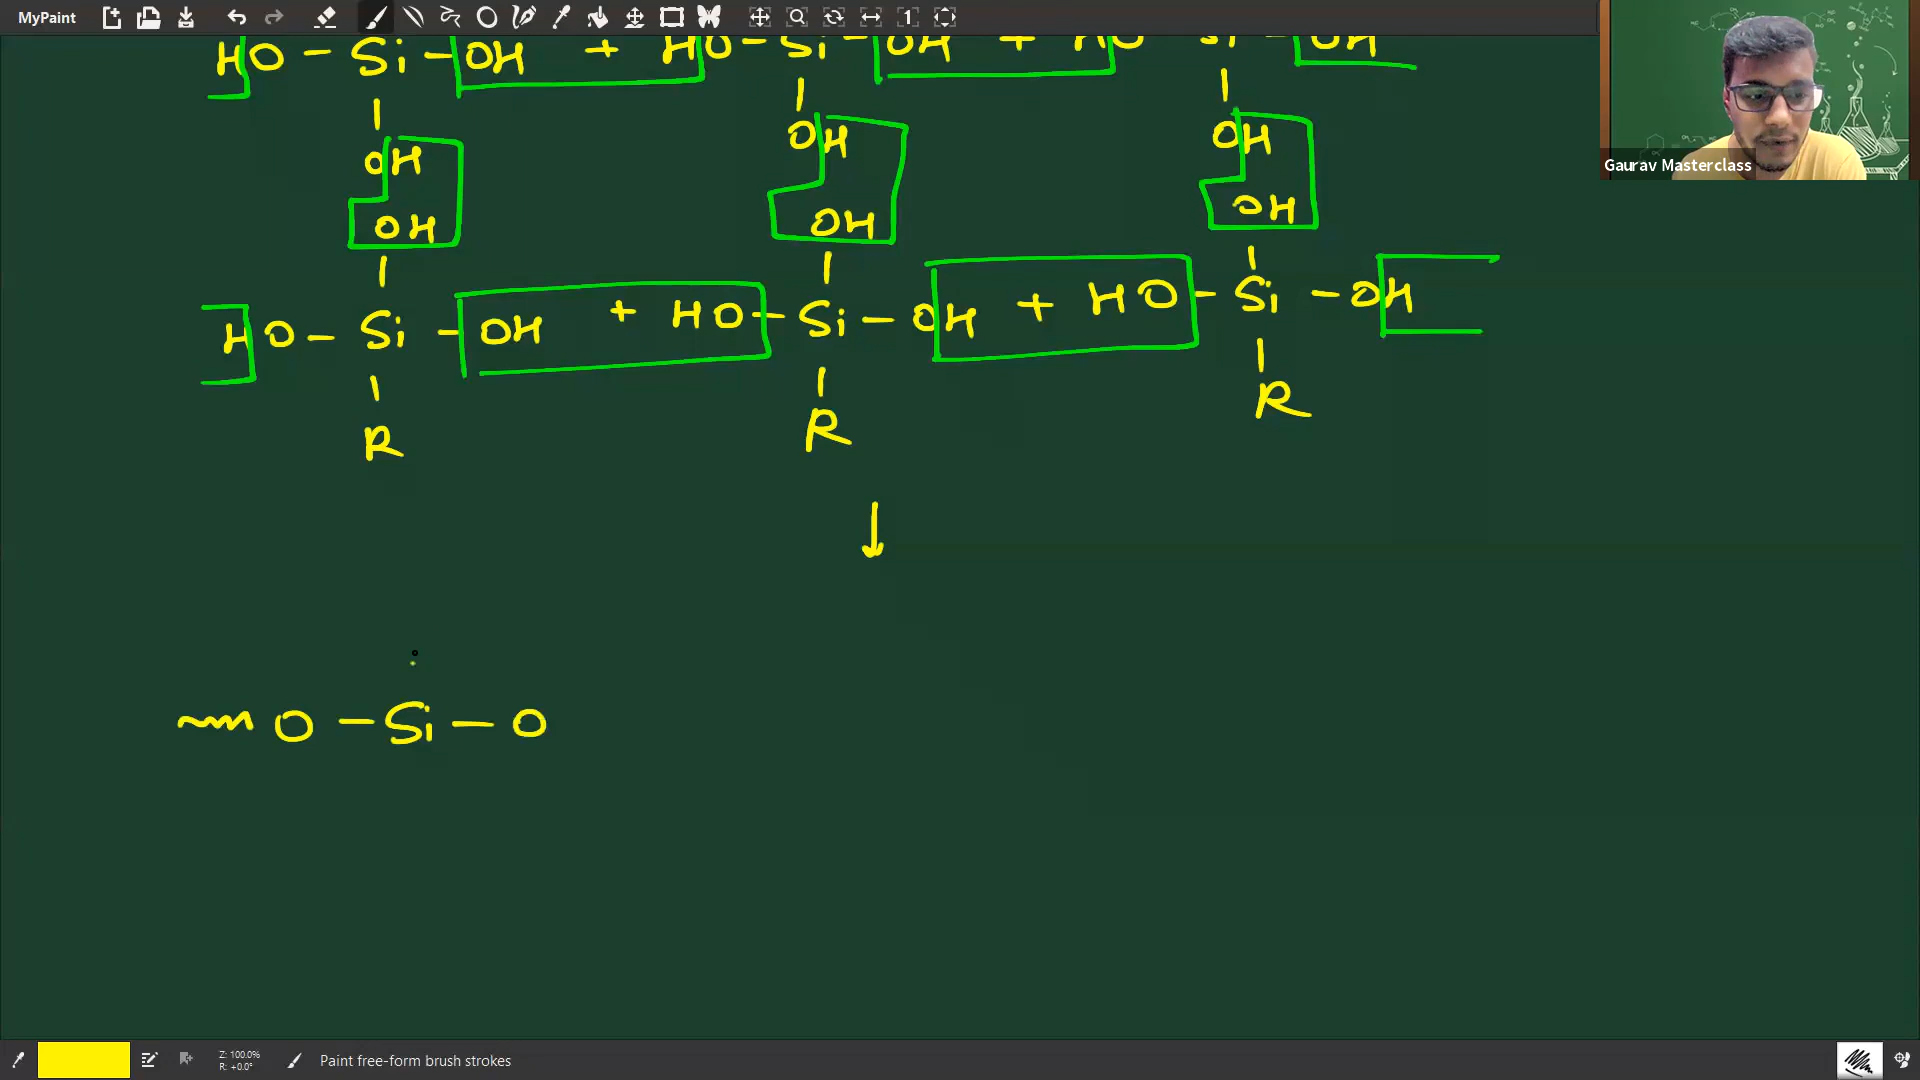 MyPaint
HO - Si - OH + HO - Si - OH + HO - Si - OH
OH OH OH
OH OH OH
HO - Si - OH + HO - Si - OH + HO - Si - OH
R R R
↓
O - Si - O
Gaurav Masterclass
Z: 100.0%
R: +0.0°
Paint free-form brush strokes